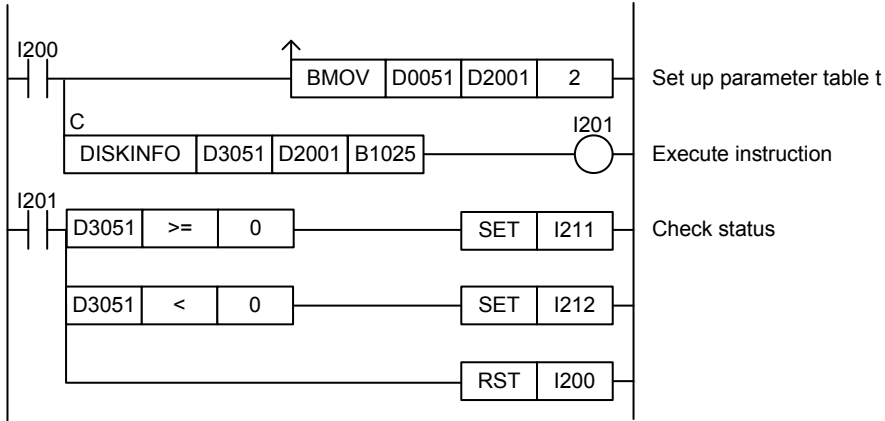 I200
BMOV D0051 D2001 2 Set up parameter table t
C I201
DISKINFO D3051 D2001 B1025 Execute instruction
I201
D3051 >= 0 SET I211 Check status
D3051 < 0 SET I212
RST I200